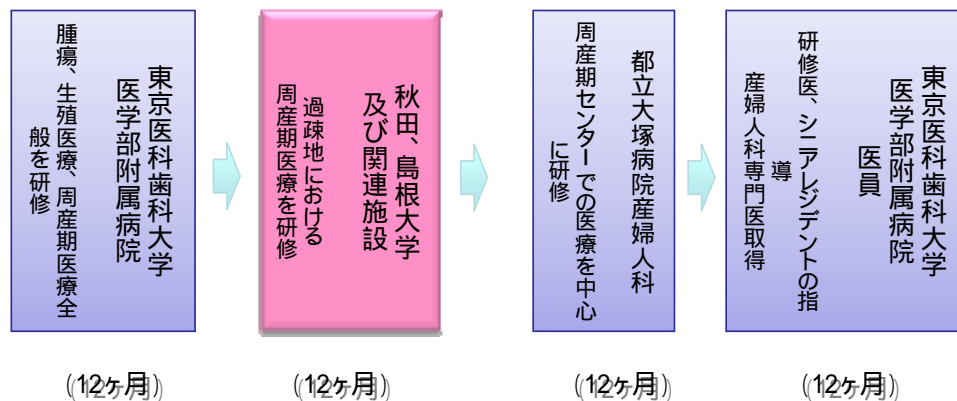 東京医科歯科大学
医学部附属病院
腫瘍、生殖医療、周産期医療全
般を研修
秋田、島根大学
及び関連施設
過疎地における
周産期医療を研修
都立大塚病院産婦人科
周産期センターでの医療を中心
に研修
東京医科歯科大学
医学部附属病院
医員
研修医、シニアレジデントの指
導
産婦人科専門医取得
(12ヶ月)
(12ヶ月)
(12ヶ月)
(12ヶ月)